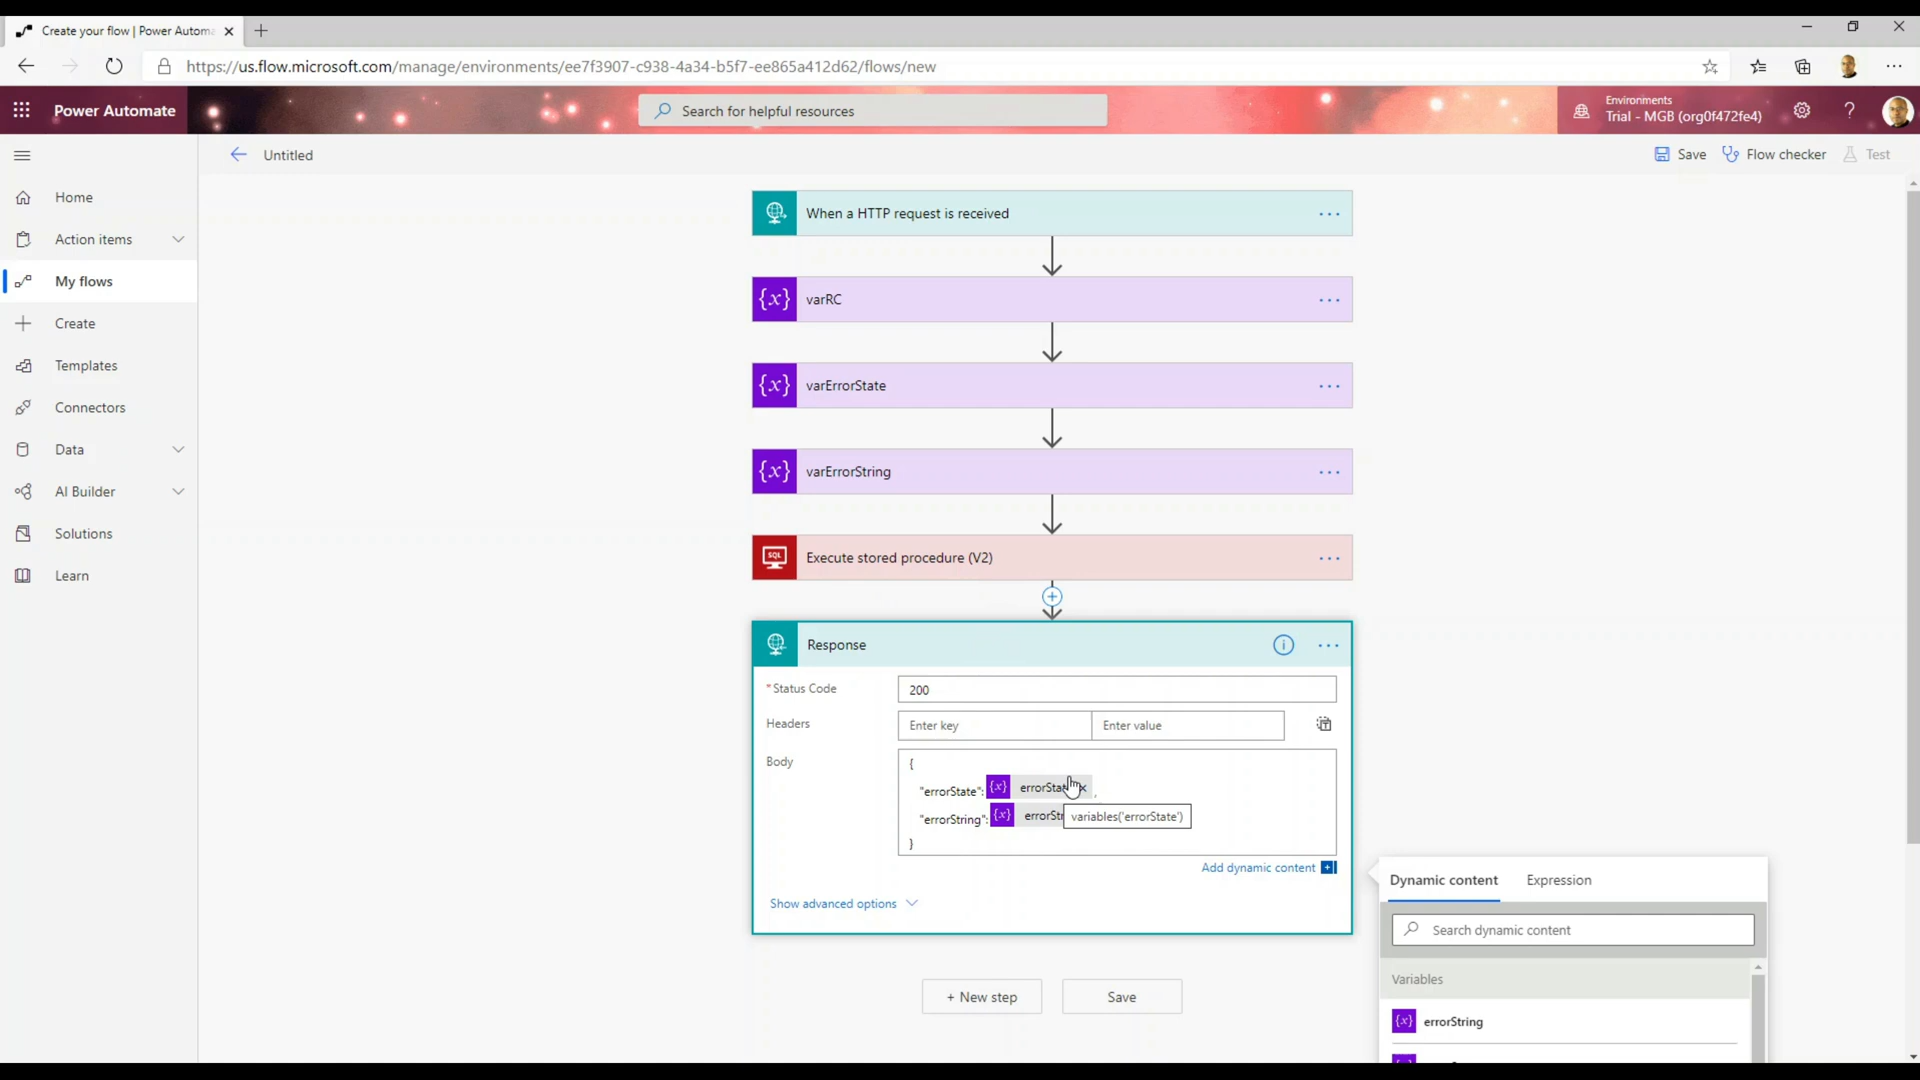 Create your flow | Power Automa
https://us.flow.microsoft.com/manage/environments/ee7f3907-c938-4a34-b5f7-ee865a412d62/flows/new
Power Automate
Search for helpful resources
Environments
Trial - MGB (org0f472fe4)
Untitled
Save
Flow checker
Test
Home
Action items
My flows
Create
Templates
Connectors
Data
AI Builder
Solutions
Learn
When a HTTP request is received
{x} varRC
{x} varErrorState
{x} varErrorString
SQL Execute stored procedure (V2)
Response
*Status Code
200
Headers
Enter key
Enter value
Body
{
"errorState": {x} errorState ,
"errorString": {x} errorStr
variables('errorState')
}
Add dynamic content
Show advanced options
+ New step
Save
Dynamic content
Expression
Search dynamic content
Variables
{x} errorString